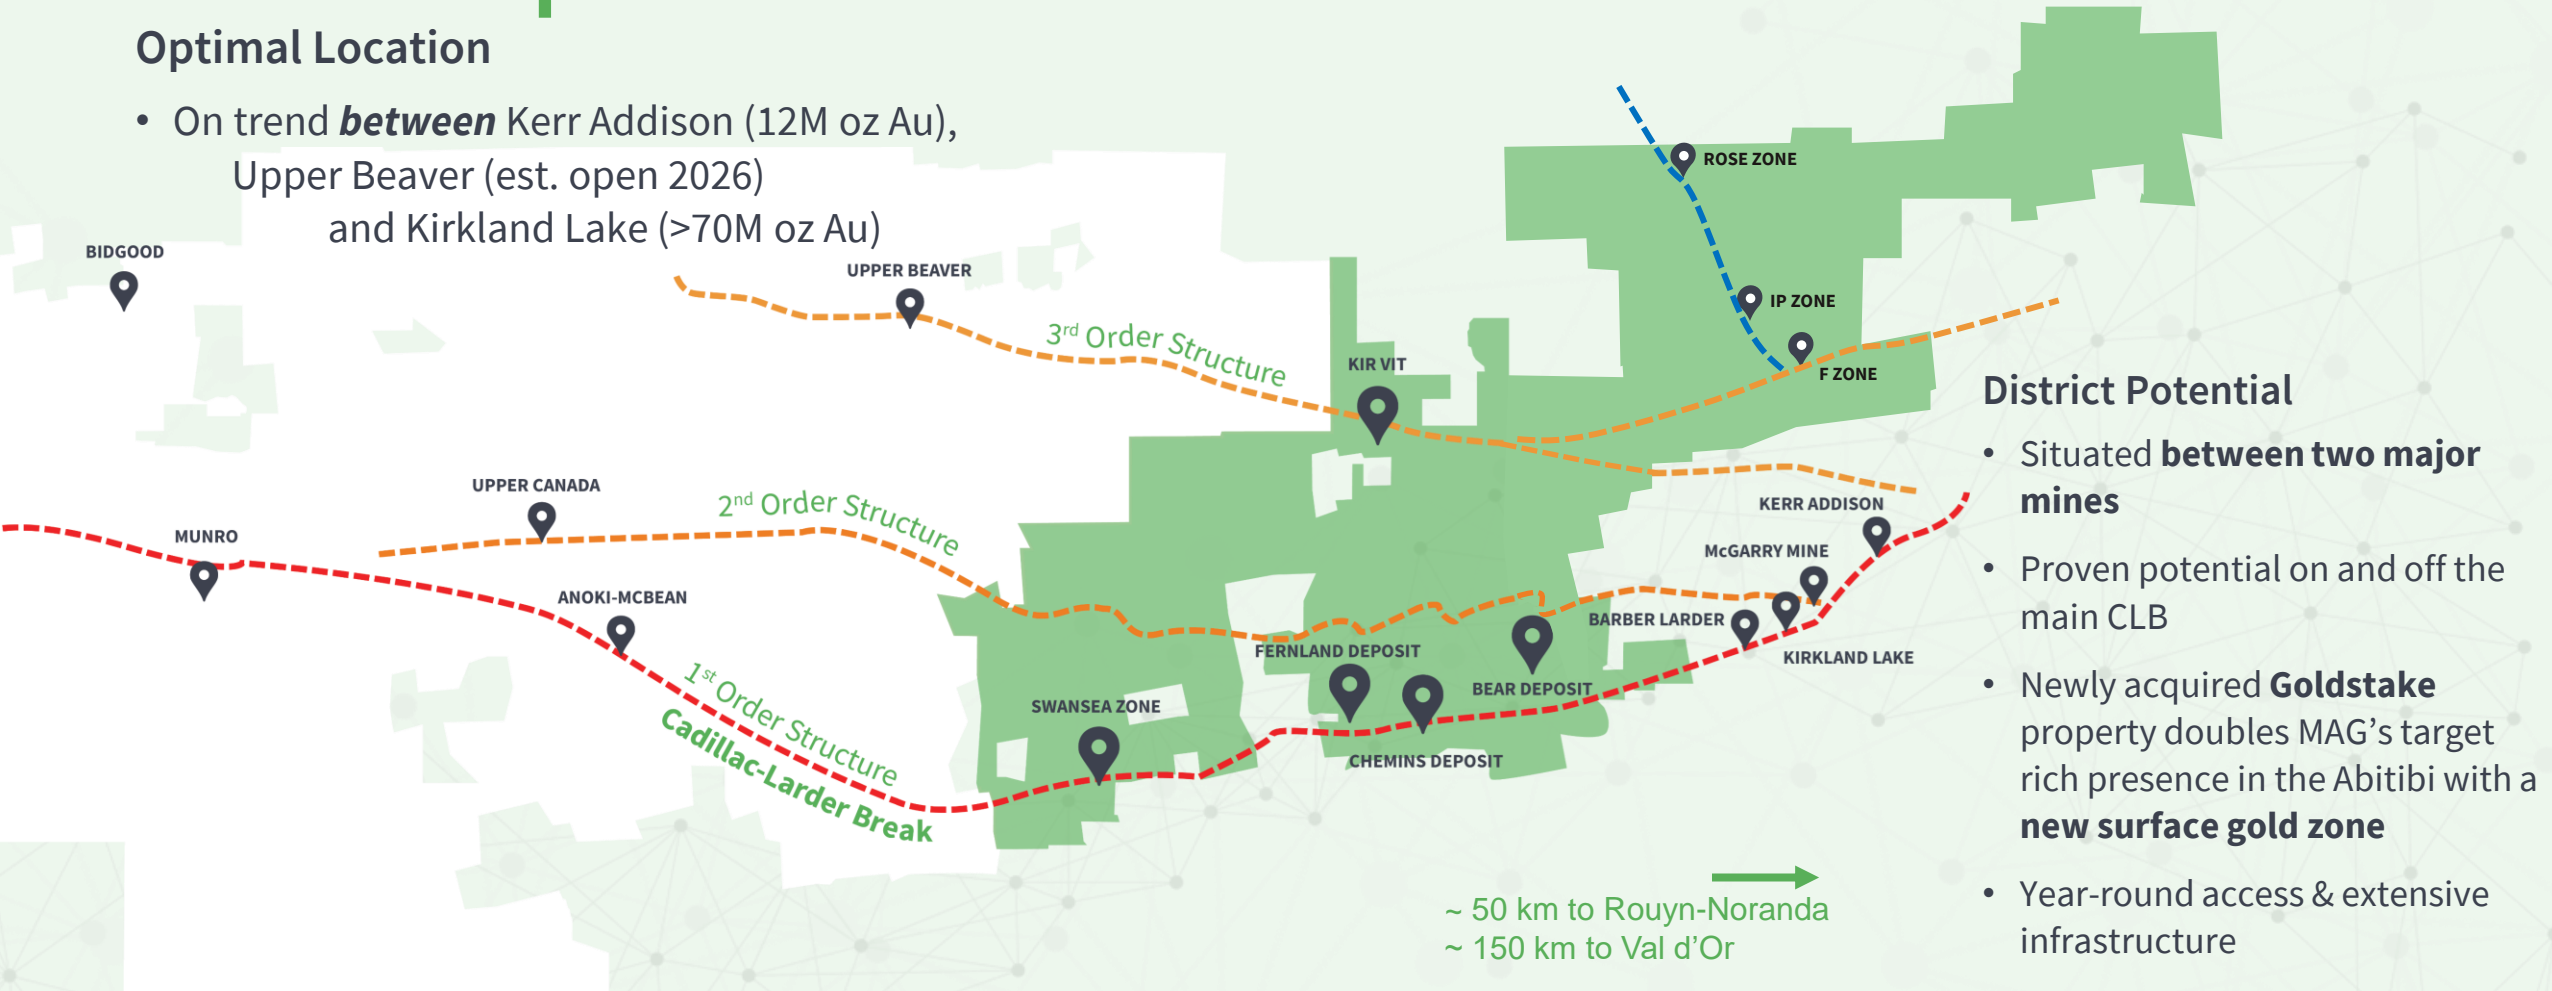 Optimal Location
• On trend between Kerr Addison (12M oz Au),
Upper Beaver (est. open 2026)
and Kirkland Lake (>70M oz Au)
BIDGOOD
UPPER BEAVER
3rd Order Structure
KIR VIT
ROSE ZONE
IP ZONE
F ZONE
UPPER CANADA
2nd Order Structure
MUNRO
ANOKI-MCBEAN
1st Order Structure
Cadillac-Larder Break
SWANSEA ZONE
FERNLAND DEPOSIT
CHEMINS DEPOSIT
BEAR DEPOSIT
BARBER LARDER
KERR ADDISON
McGARRY MINE
KIRKLAND LAKE
~ 50 km to Rouyn-Noranda
~ 150 km to Val d’Or
District Potential
• Situated between two major
mines
• Proven potential on and off the
main CLB
• Newly acquired Goldstake
property doubles MAG’s target
rich presence in the Abitibi with a
new surface gold zone
• Year-round access & extensive
infrastructure